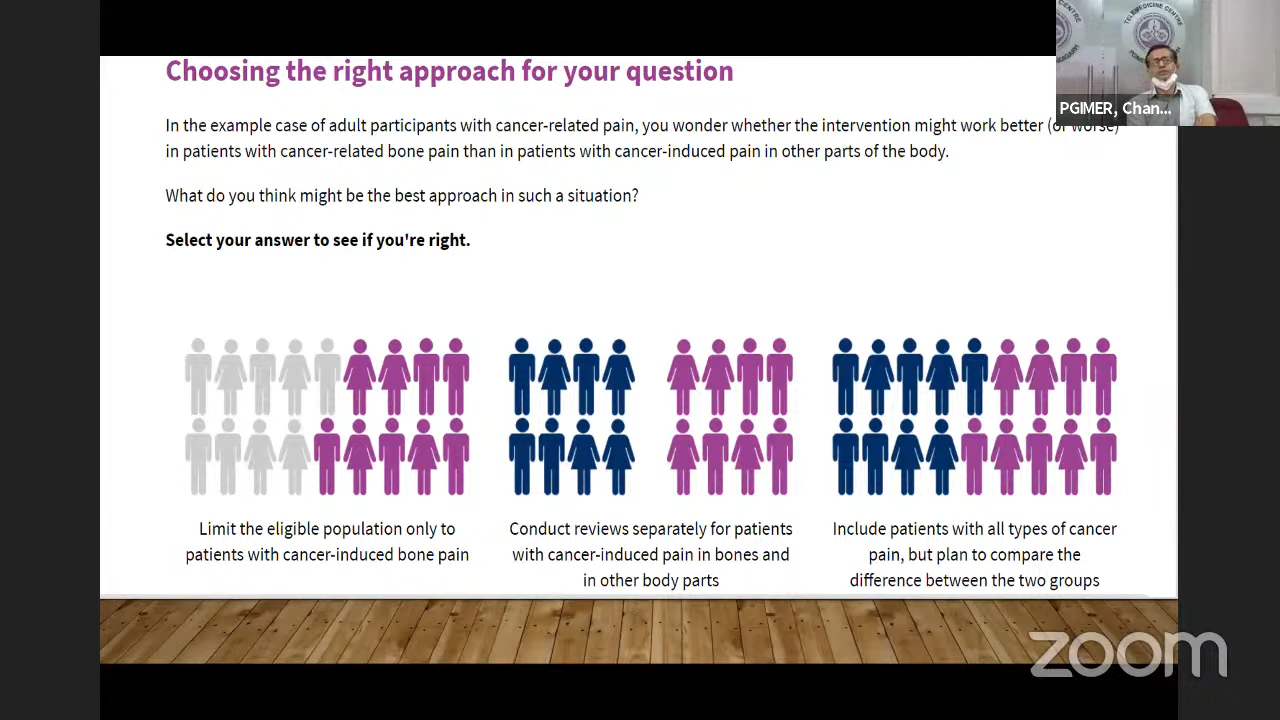 Choosing the right approach for your question
In the example case of adult participants with cancer-related pain, you wonder whether the intervention might work better (or worse)
in patients with cancer-related bone pain than in patients with cancer-induced pain in other parts of the body.
What do you think might be the best approach in such a situation?
Select your answer to see if you're right.
Limit the eligible population only to
patients with cancer-induced bone pain
Conduct reviews separately for patients
with cancer-induced pain in bones and
in other body parts
Include patients with all types of cancer
pain, but plan to compare the
difference between the two groups
TELEMEDICINE CENTRE
PGIMER, Chan...
zoom